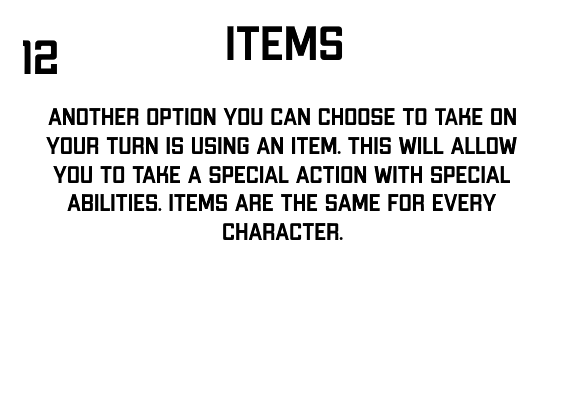 ITEMS
12
ANOTHER OPTION YOU CAN CHOOSE TO TAKE ON
YOUR TURN IS USING AN ITEM. THIS WILL ALLOW
YOU TO TAKE A SPECIAL ACTION WITH SPECIAL
ABILITIES. ITEMS ARE THE SAME FOR EVERY
CHARACTER.